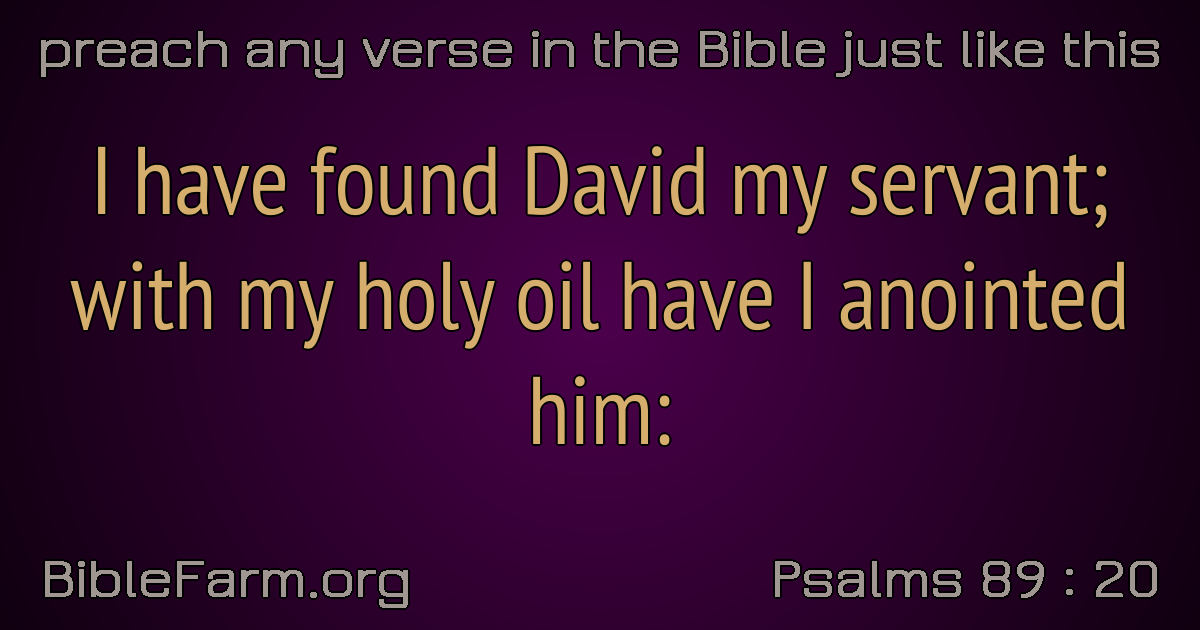 preach any verse in the Bible just like this
I have found David my servant;
with my holy oil have I anointed
him:
BibleFarm.org
Psalms 89 : 20